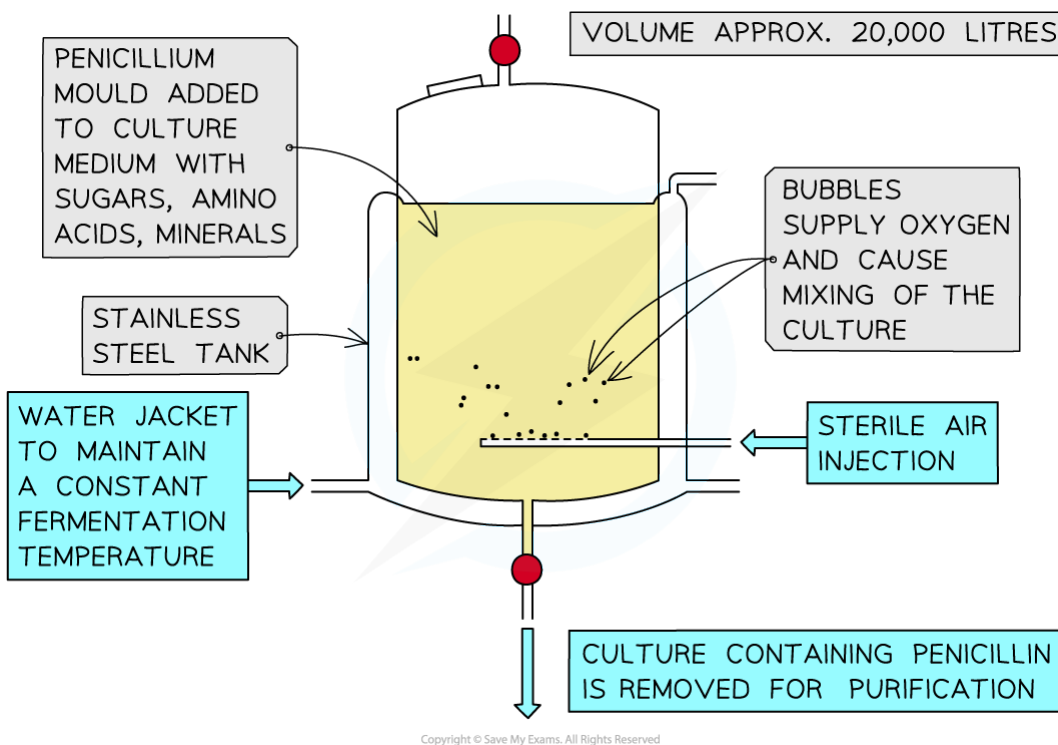 VOLUME APPROX. 20,000 LITRES
PENICILLIUM
MOULD ADDED
TO CULTURE
MEDIUM WITH
SUGARS, AMINO
ACIDS, MINERALS
BUBBLES
SUPPLY OXYGEN
AND CAUSE
MIXING OF THE
CULTURE
STAINLESS
STEEL TANK
WATER JACKET
TO MAINTAIN
A CONSTANT
FERMENTATION
TEMPERATURE
STERILE AIR
INJECTION
CULTURE CONTAINING PENICILLIN
IS REMOVED FOR PURIFICATION
Copyright © Save My Exams. All Rights Reserved